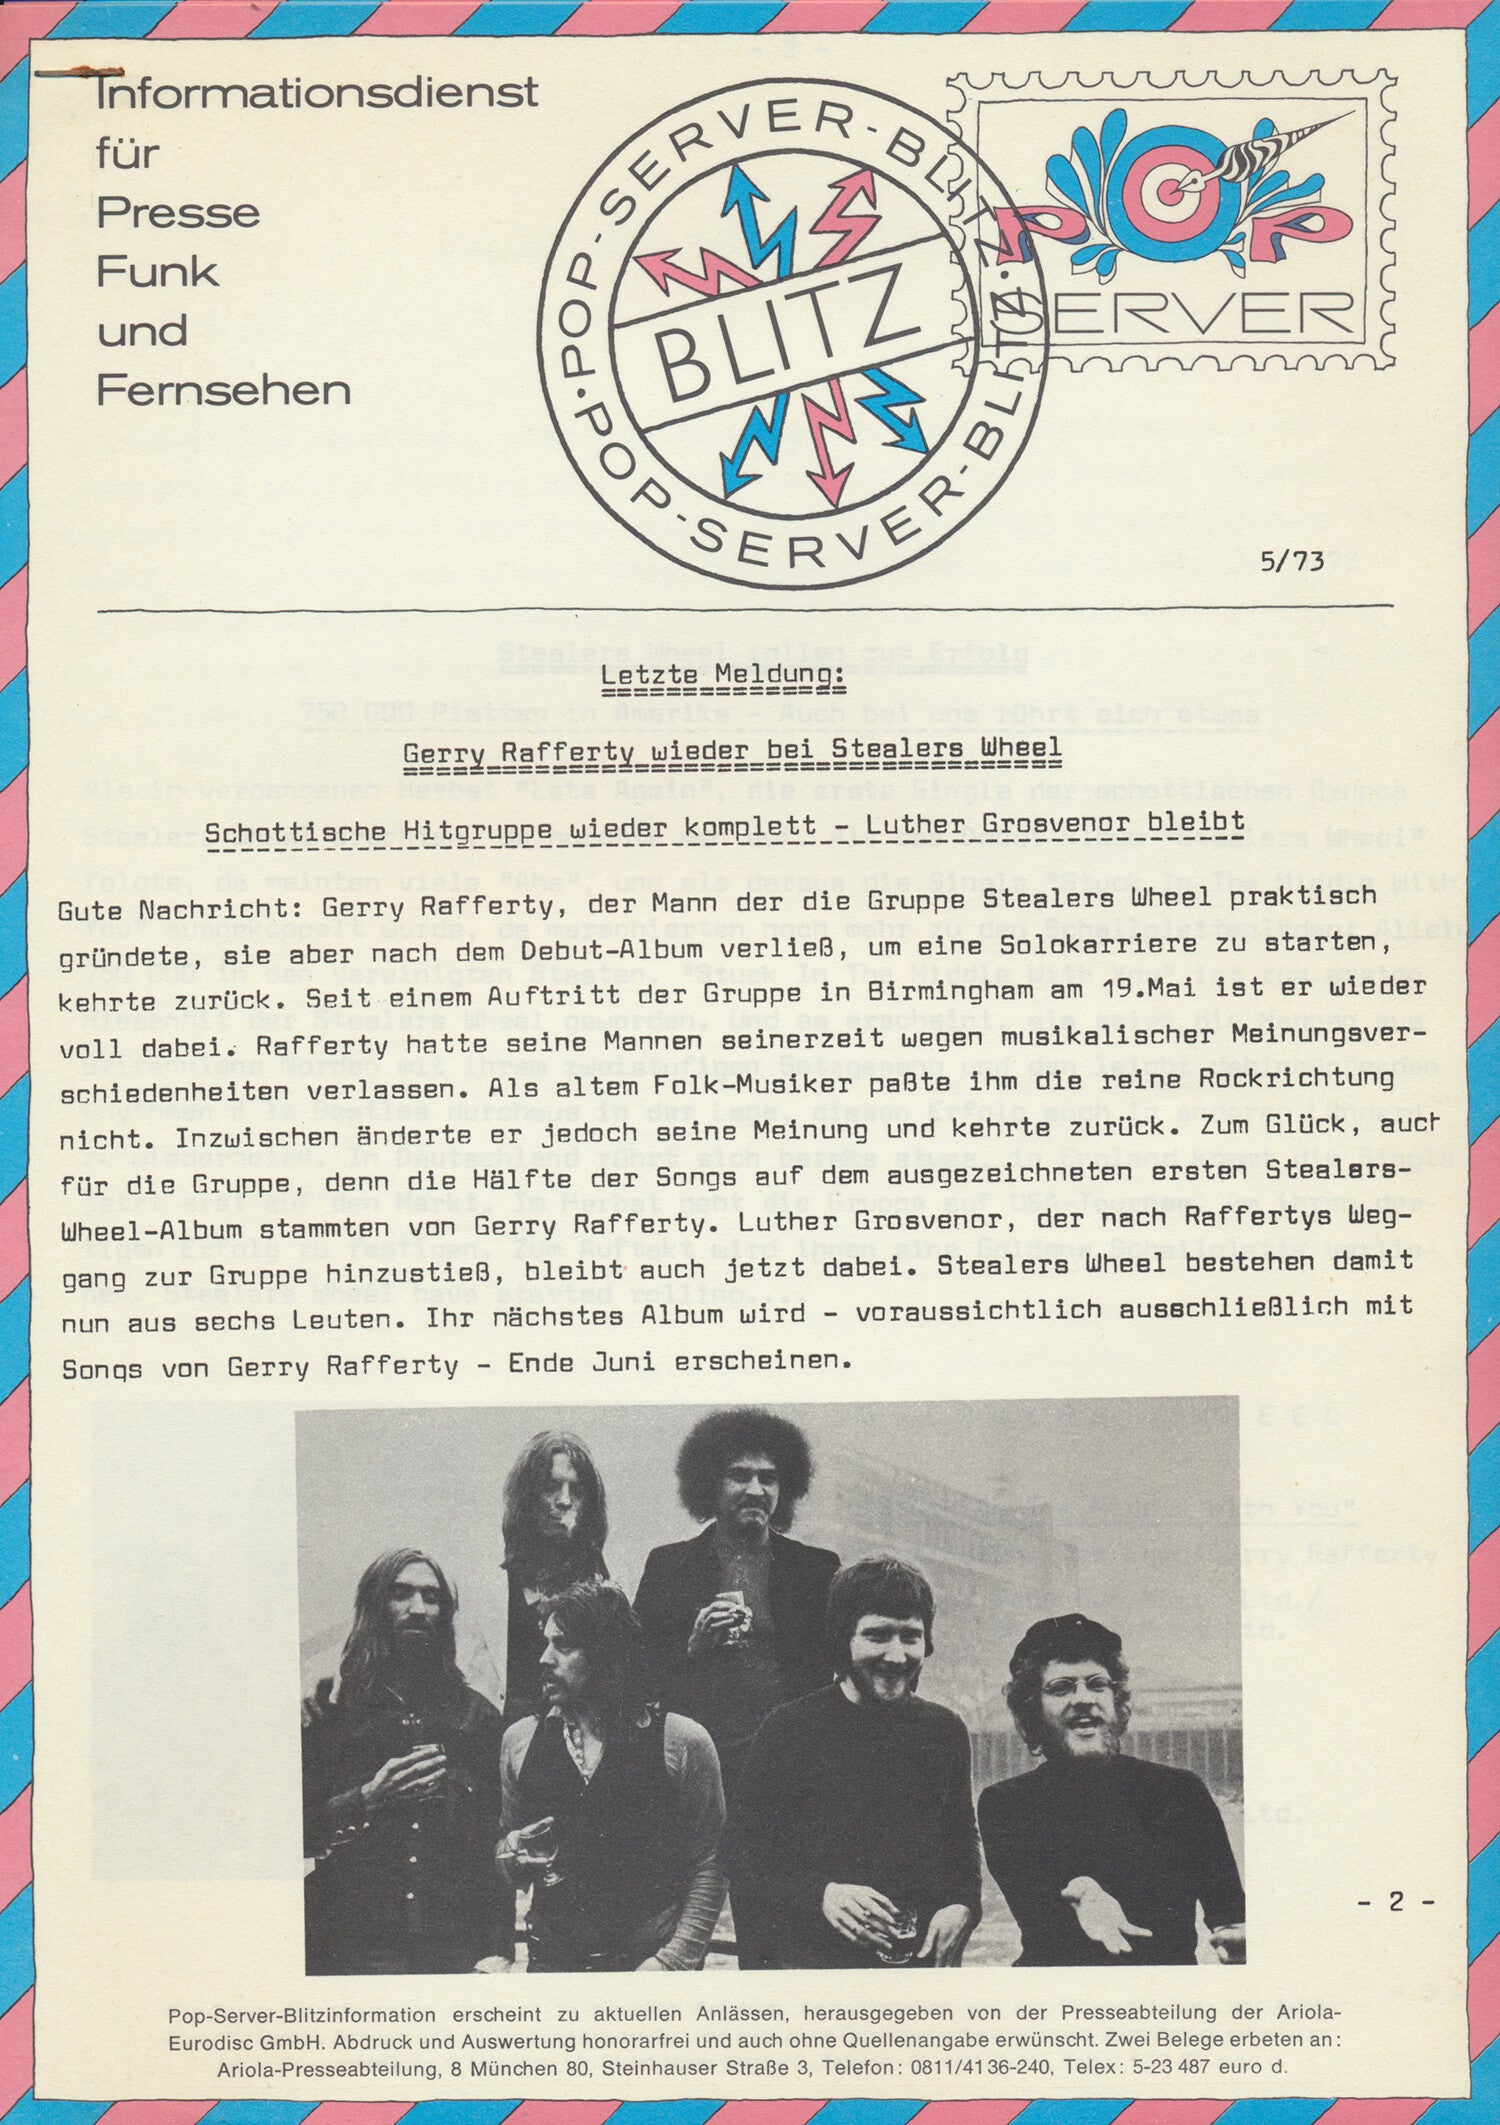 Informationsdienst
für
Presse
Funk
und
Fernsehen
POP-SERVER-BLITZ·POP-SERVER-BLITZ·
BLITZ
POP
SERVER
5/73
Letzte Meldung:
Gerry Rafferty wieder bei Stealers Wheel
Schottische Hitgruppe wieder komplett - Luther Grosvenor bleibt
Gute Nachricht: Gerry Rafferty, der Mann der die Gruppe Stealers Wheel praktisch
gründete, sie aber nach dem Debut-Album verließ, um eine Solokarriere zu starten,
kehrte zurück. Seit einem Auftritt der Gruppe in Birmingham am 19.Mai ist er wieder
voll dabei. Rafferty hatte seine Mannen seinerzeit wegen musikalischer Meinungsver-
schiedenheiten verlassen. Als altem Folk-Musiker paßte ihm die reine Rockrichtung
nicht. Inzwischen änderte er jedoch seine Meinung und kehrte zurück. Zum Glück, auch
für die Gruppe, denn die Hälfte der Songs auf dem ausgezeichneten ersten Stealers-
Wheel-Album stammten von Gerry Rafferty. Luther Grosvenor, der nach Raffertys Weg-
gang zur Gruppe hinzustieß, bleibt auch jetzt dabei. Stealers Wheel bestehen damit
nun aus sechs Leuten. Ihr nächstes Album wird - voraussichtlich ausschließlich mit
Songs von Gerry Rafferty - Ende Juni erscheinen.
- 2 -
Pop-Server-Blitzinformation erscheint zu aktuellen Anlässen, herausgegeben von der Presseabteilung der Ariola-
Eurodisc GmbH. Abdruck und Auswertung honorarfrei und auch ohne Quellenangabe erwünscht. Zwei Belege erbeten an:
Ariola-Presseabteilung, 8 München 80, Steinhauser Straße 3, Telefon: 0811/41 36-240, Telex: 5-23 487 euro d.